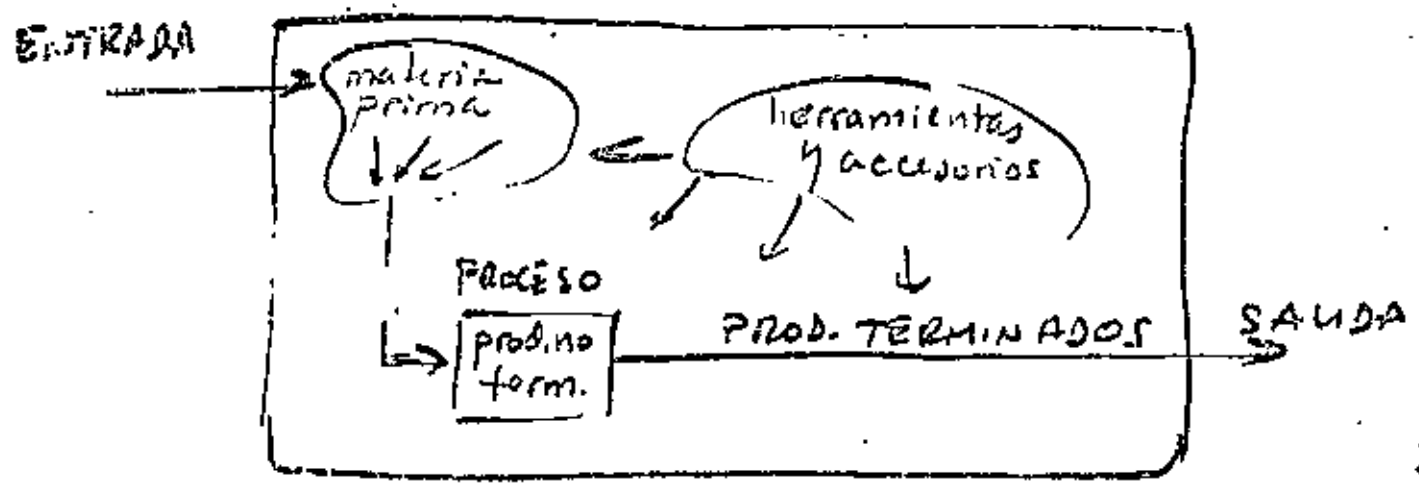 ENTRADA
materia
prima
herramientas
y accesorios
PROCESO
prod. no
term.
PROD. TERMINADOS
SALIDA